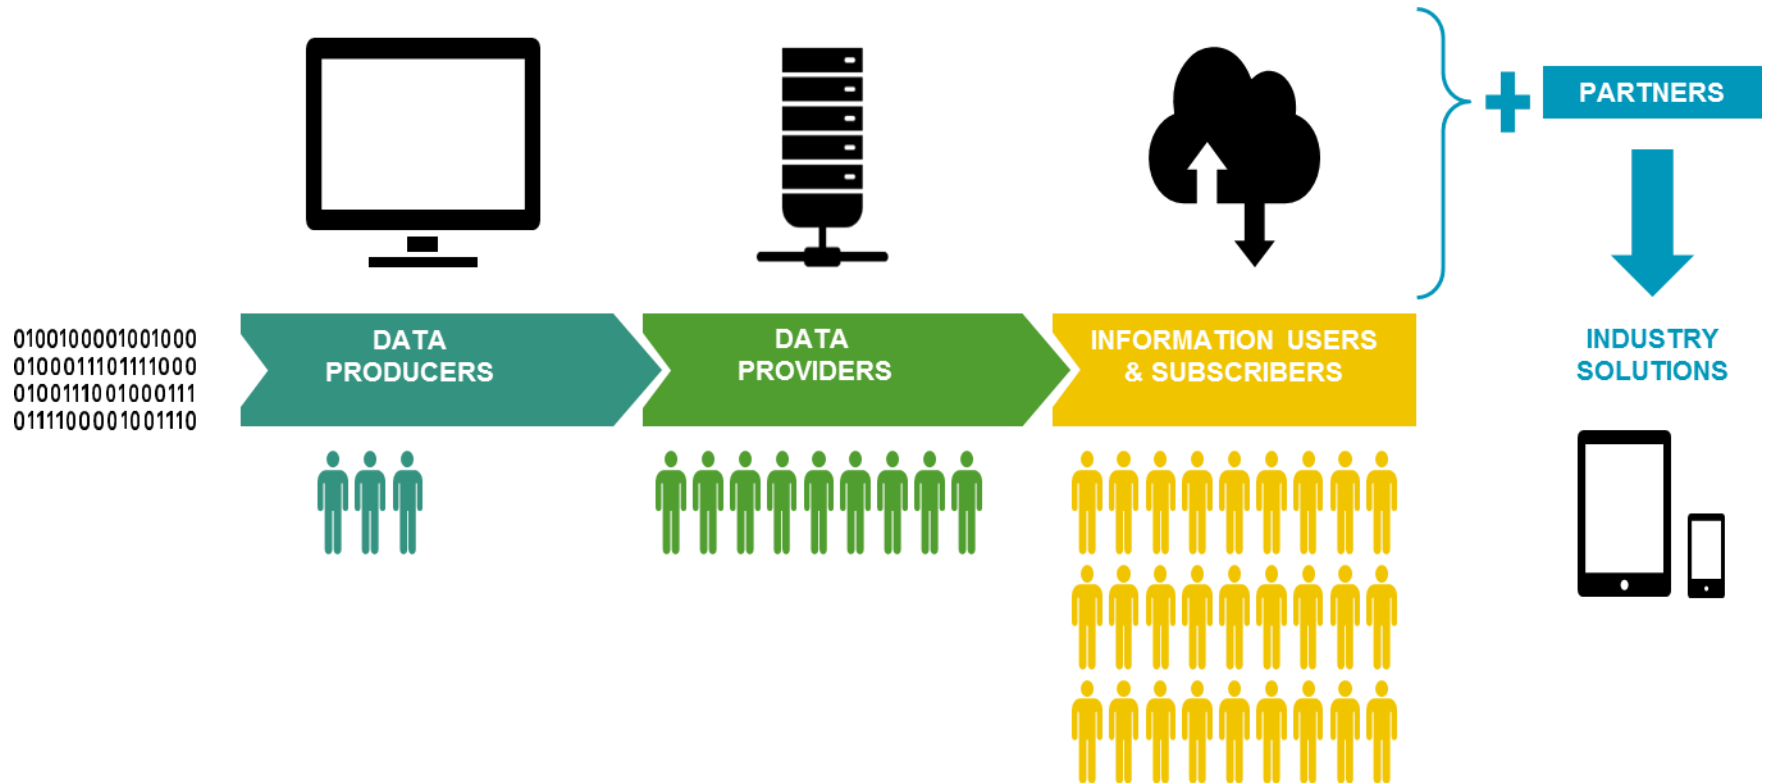 PARTNERS
0100100001001000
0100011101111000
0100111001000111
0111100001001110
DATA
PRODUCERS
DATA
PROVIDERS
INFORMATION USERS
& SUBSCRIBERS
INDUSTRY
SOLUTIONS